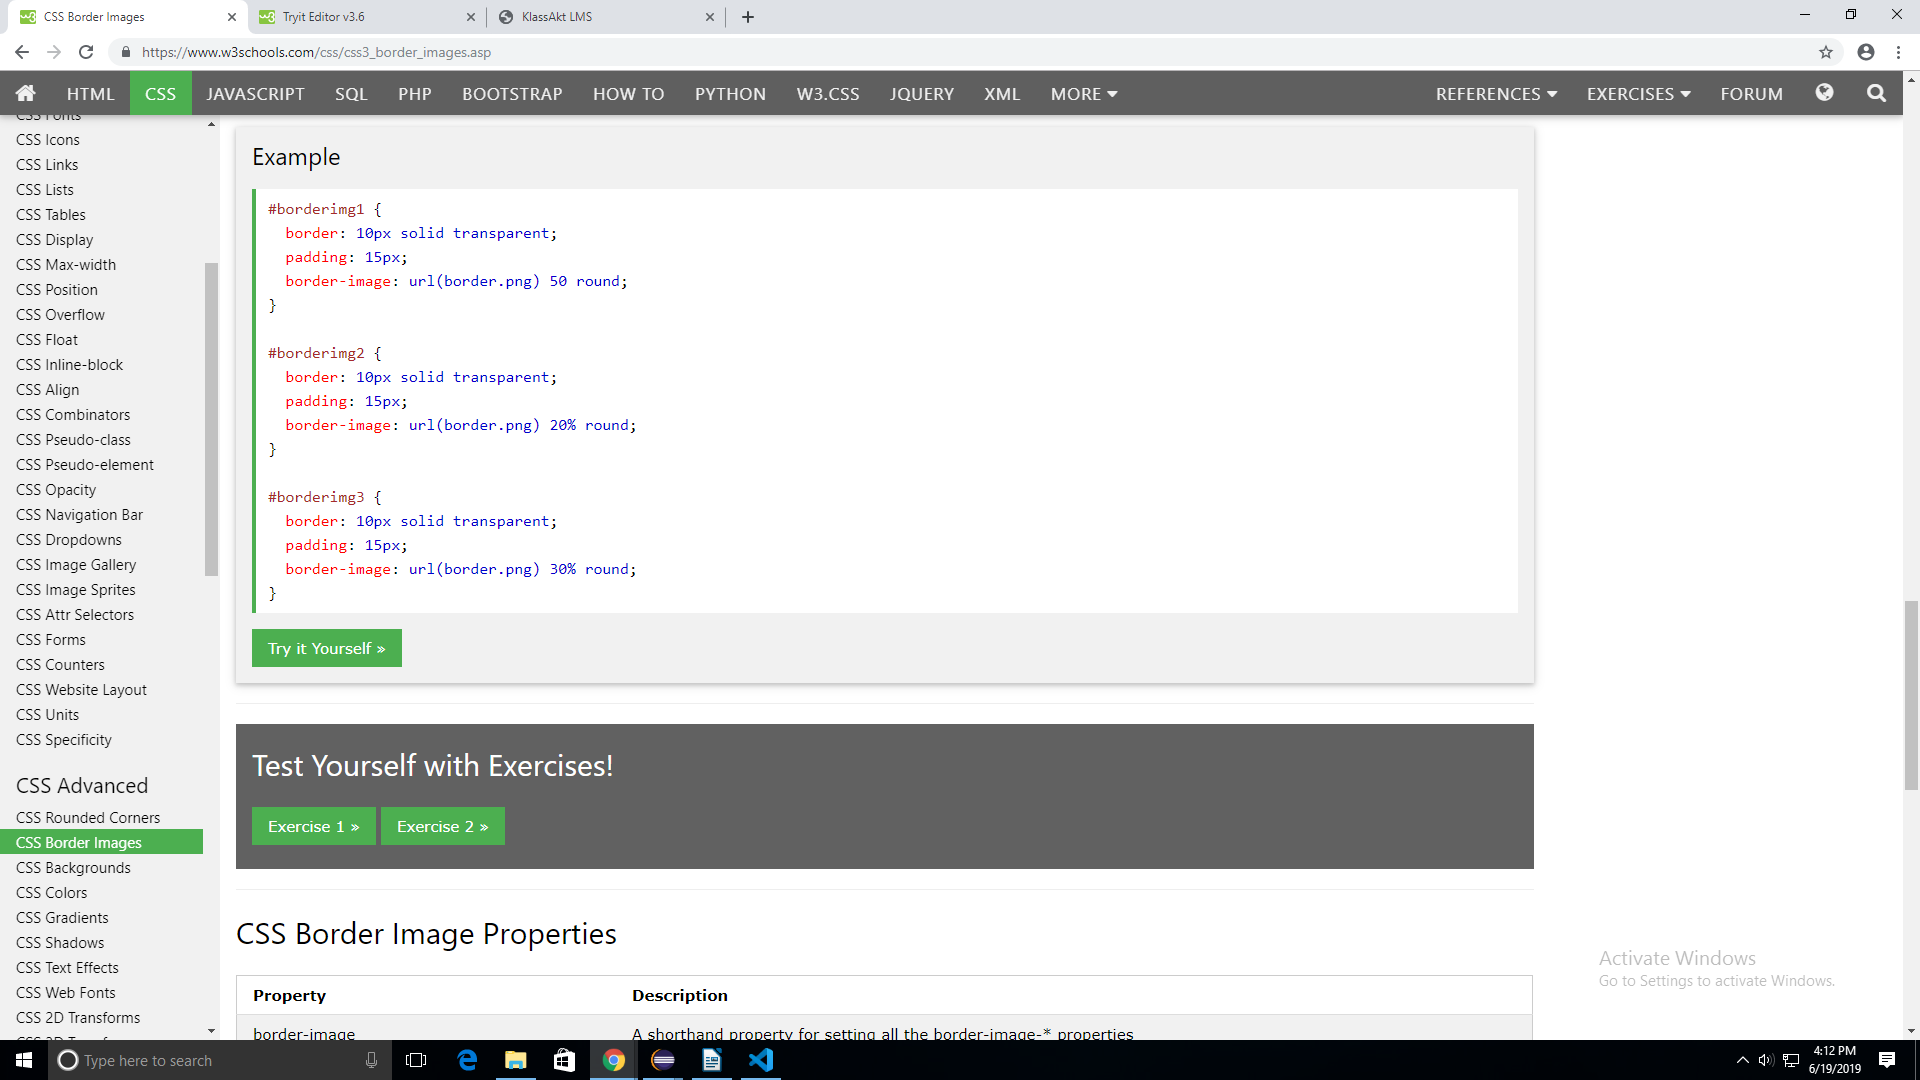 CSS Border Images
Tryit Editor v3.6
KlassAkt LMS
https://www.w3schools.com/css/css3_border_images.asp
HTML CSS JAVASCRIPT SQL PHP BOOTSTRAP HOW TO PYTHON W3.CSS JQUERY XML MORE REFERENCES EXERCISES FORUM
CSS Fonts
CSS Icons
CSS Links
CSS Lists
CSS Tables
CSS Display
CSS Max-width
CSS Position
CSS Overflow
CSS Float
CSS Inline-block
CSS Align
CSS Combinators
CSS Pseudo-class
CSS Pseudo-element
CSS Opacity
CSS Navigation Bar
CSS Dropdowns
CSS Image Gallery
CSS Image Sprites
CSS Attr Selectors
CSS Forms
CSS Counters
CSS Website Layout
CSS Units
CSS Specificity
CSS Advanced
CSS Rounded Corners
CSS Border Images
CSS Backgrounds
CSS Colors
CSS Gradients
CSS Shadows
CSS Text Effects
CSS Web Fonts
CSS 2D Transforms
Example
#borderimg1 {
border: 10px solid transparent;
padding: 15px;
border-image: url(border.png) 50 round;
}
#borderimg2 {
border: 10px solid transparent;
padding: 15px;
border-image: url(border.png) 20% round;
}
#borderimg3 {
border: 10px solid transparent;
padding: 15px;
border-image: url(border.png) 30% round;
}
Try it Yourself »
Test Yourself with Exercises!
Exercise 1 » Exercise 2 »
CSS Border Image Properties
Property Description
border-image A shorthand property for setting all the border-image-* properties
Activate Windows
Go to Settings to activate Windows.
Type here to search
4:12 PM
6/19/2019